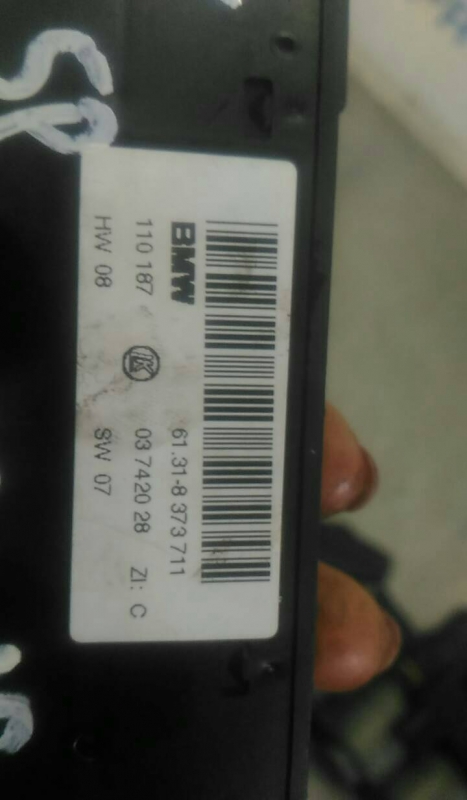 BMW 61.31-8 373 711
110 187 03 7420 28 ZI: C
HW 08 SW 07